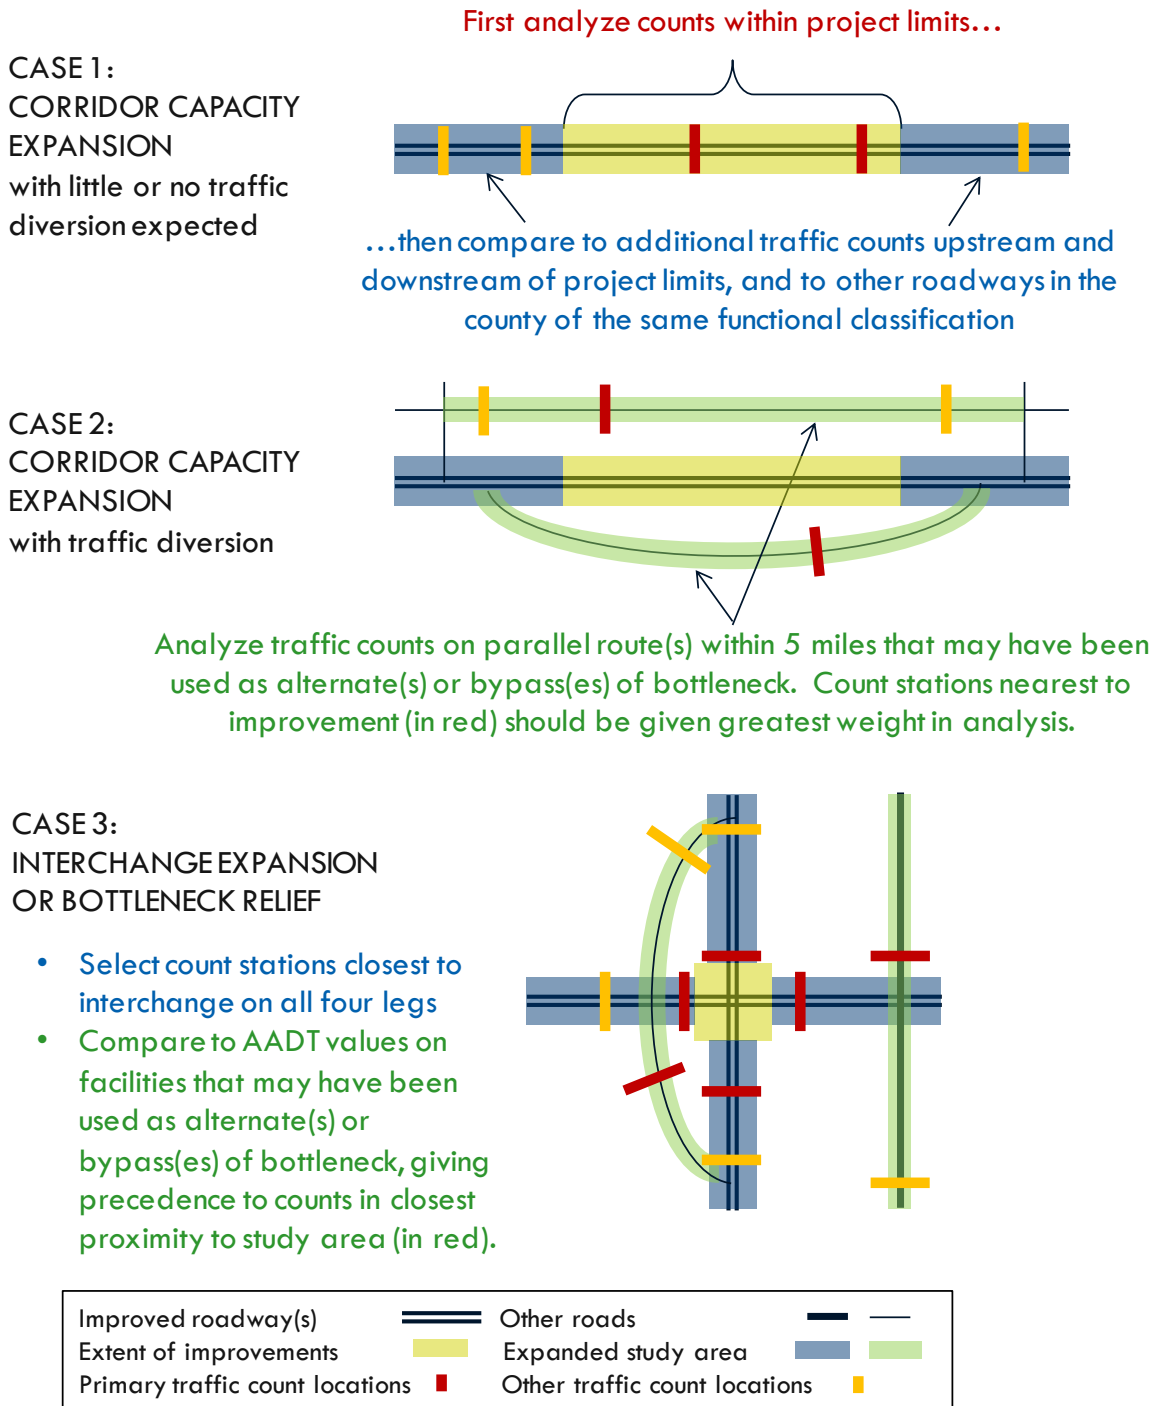 First analyze counts within project limits...
CASE 1:
CORRIDOR CAPACITY
EXPANSION
with little or no traffic
diversion expected
...then compare to additional traffic counts upstream and
downstream of project limits, and to other roadways in the
county of the same functional classification
CASE 2:
CORRIDOR CAPACITY
EXPANSION
with traffic diversion
Analyze traffic counts on parallel route(s) within 5 miles that may have been
used as alternate(s) or bypass(es) of bottleneck. Count stations nearest to
improvement (in red) should be given greatest weight in analysis.
CASE 3:
INTERCHANGE EXPANSION
OR BOTTLENECK RELIEF
• Select count stations closest to
interchange on all four legs
• Compare to AADT values on
facilities that may have been
used as alternate(s) or
bypass(es) of bottleneck, giving
precedence to counts in closest
proximity to study area (in red).
Improved roadway(s) Other roads
Extent of improvements Expanded study area
Primary traffic count locations Other traffic count locations